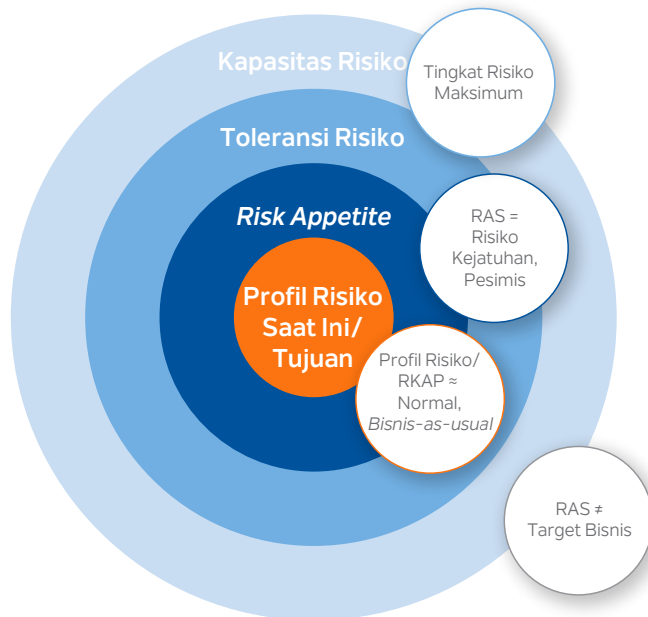 Kapasitas Risiko
Tingkat Risiko
Maksimum
Toleransi Risiko
Risk Appetite
RAS =
Risiko
Kejatuhan,
Pesimis
Profil Risiko
Saat Ini/
Tujuan
Profil Risiko/
RKAP ≈
Normal,
Bisnis-as-usual
RAS ≠
Target Bisnis